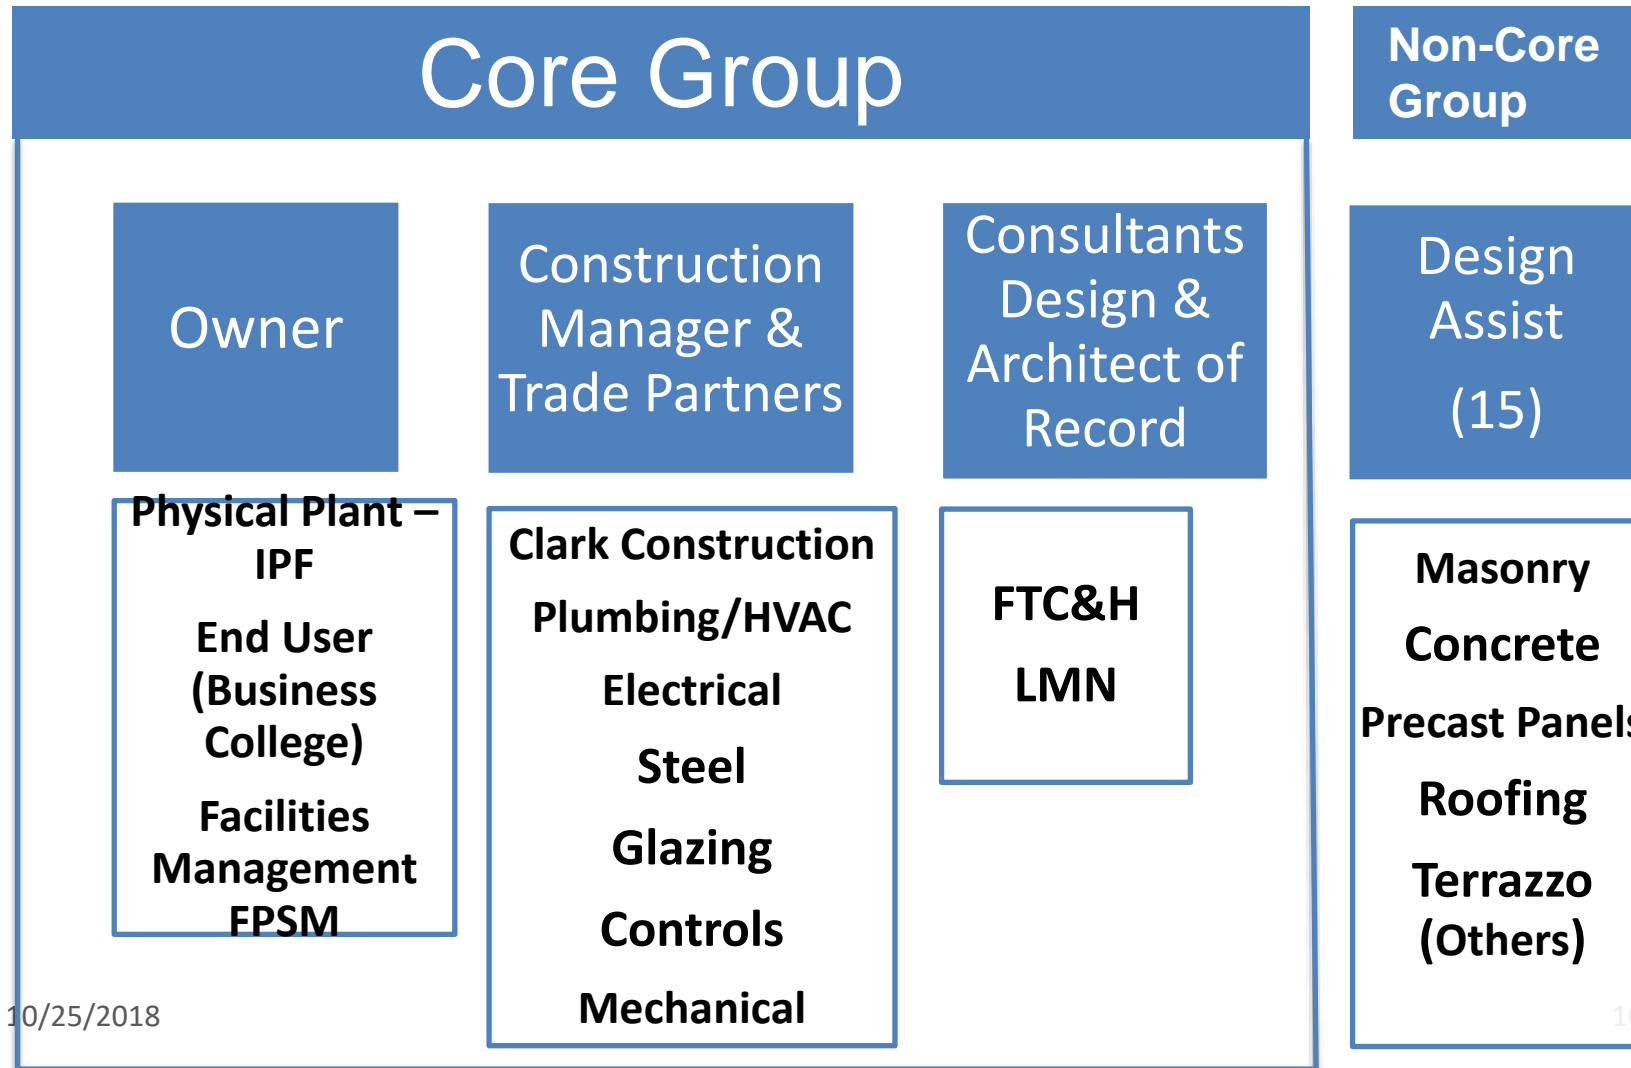 Core Group
Non-Core
Group
Owner
Construction
Manager &
Trade Partners
Consultants
Design &
Architect of
Record
Design
Assist
(15)
Physical Plant –
IPF
End User
(Business
College)
Facilities
Management
FPSM
Clark Construction
Plumbing/HVAC
Electrical
Steel
Glazing
Controls
Mechanical
FTC&H
LMN
Masonry
Concrete
Precast Panels
Roofing
Terrazzo
(Others)
10/25/2018